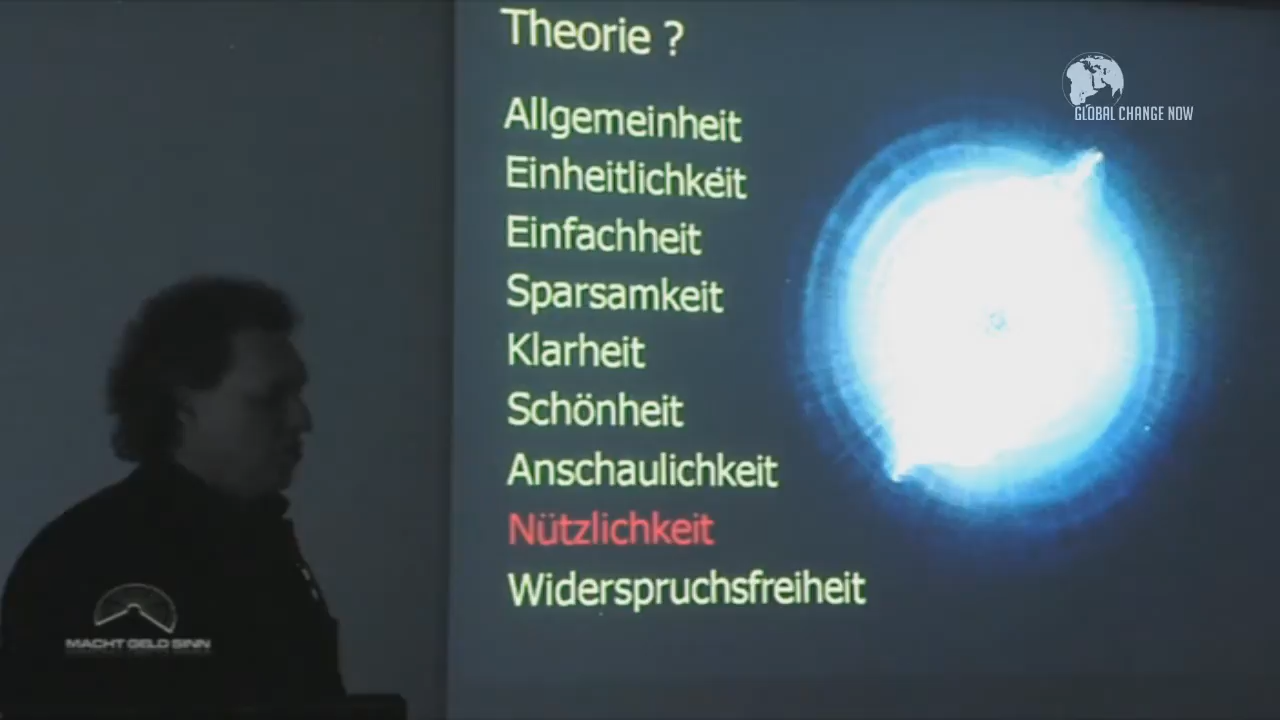 Theorie ?
GLOBAL CHANGE NOW
Allgemeinheit
Einheitlichkeit
Einfachheit
Sparsamkeit
Klarheit
Schönheit
Anschaulichkeit
Nützlichkeit
Widerspruchsfreiheit
MACHT GELD SINN